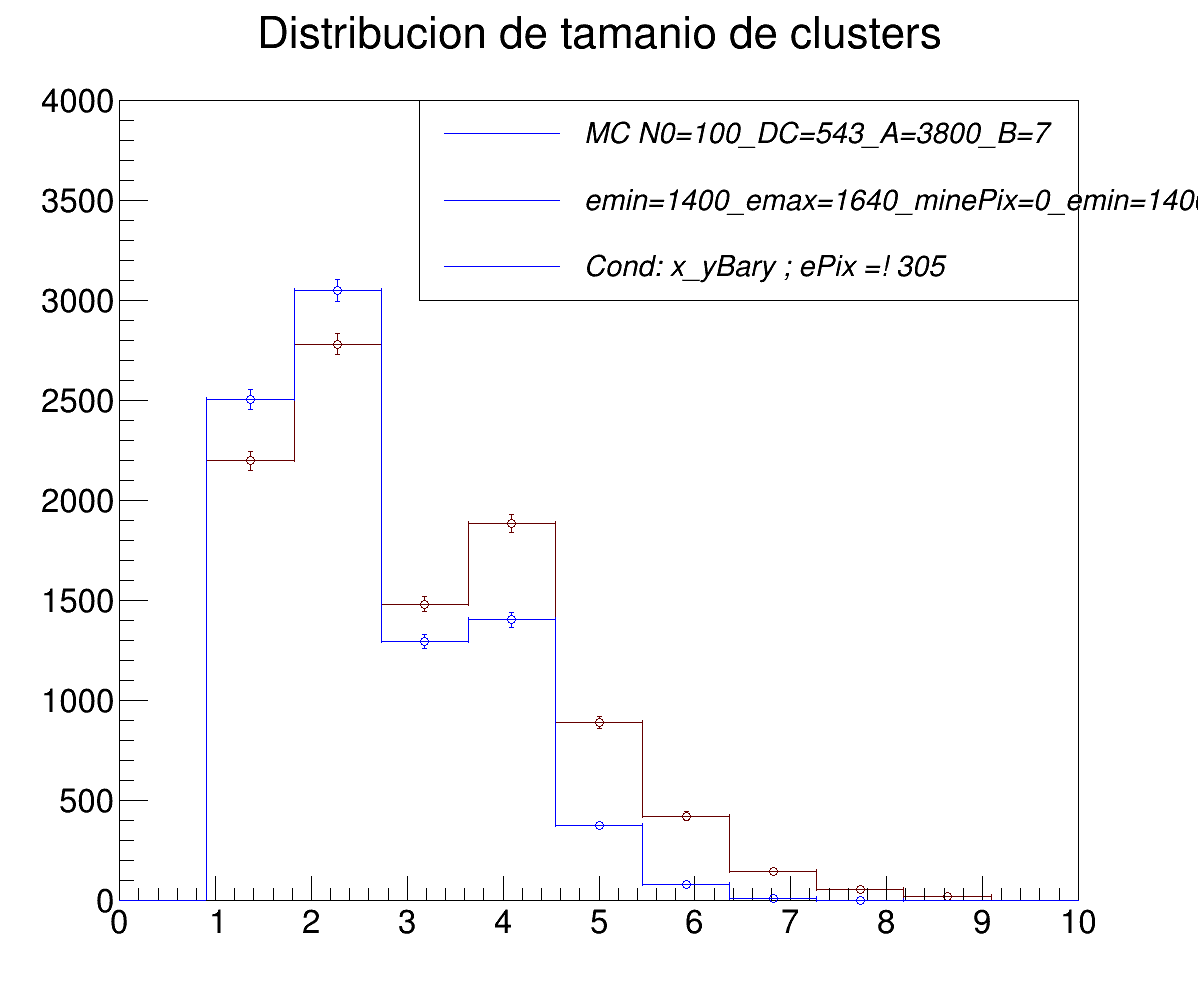 Distribucion de tamanio de clusters
4000
3500
3000
2500
2000
1500
1000
500
0
MC N0=100_DC=543_A=3800_B=7
emin=1400_emax=1640_minePix=0_emin=140
Cond: x_yBary ; ePix =! 305
0 1 2 3 4 5 6 7 8 9 10